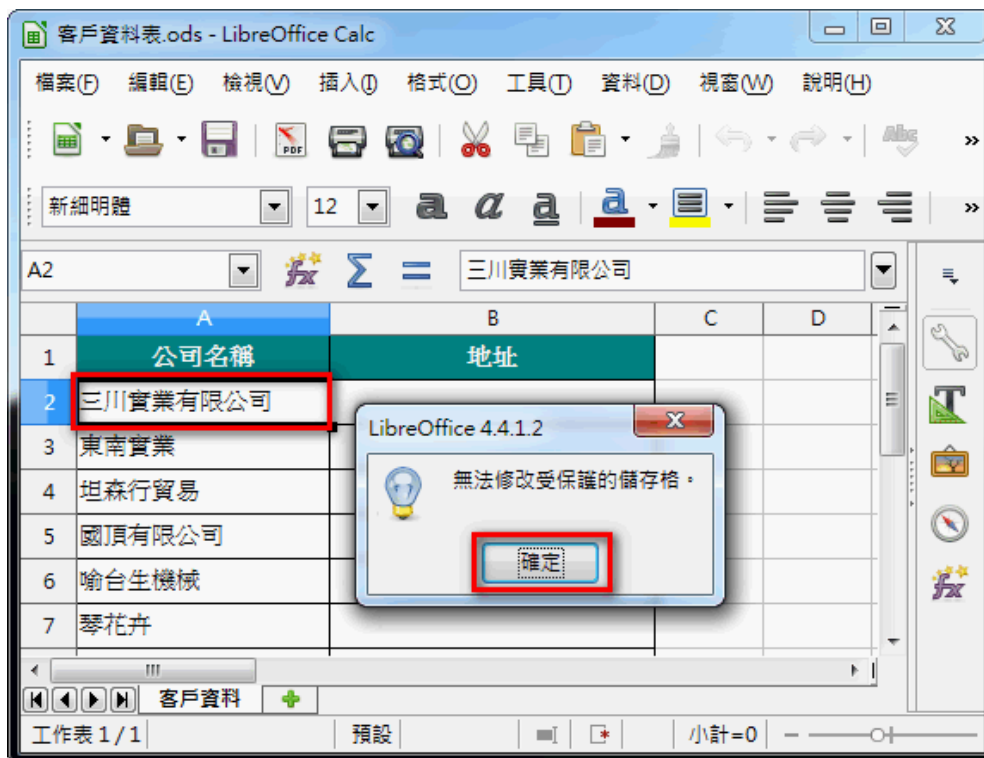 客戶資料表.ods - LibreOffice Calc
檔案(F) 編輯(E) 檢視(V) 插入(I) 格式(O) 工具(T) 資料(D) 視窗(W) 說明(H)
PDF Abc »
新細明體 12 a a a a »
A2 fx Σ = 三川實業有限公司
A B C D
1 公司名稱 地址
2 三川實業有限公司
3 東南實業
4 坦森行貿易
5 國頂有限公司
6 喻台生機械
7 琴花卉
LibreOffice 4.4.1.2
無法修改受保護的儲存格。
確定
客戶資料
工作表 1 / 1 預設 小計=0